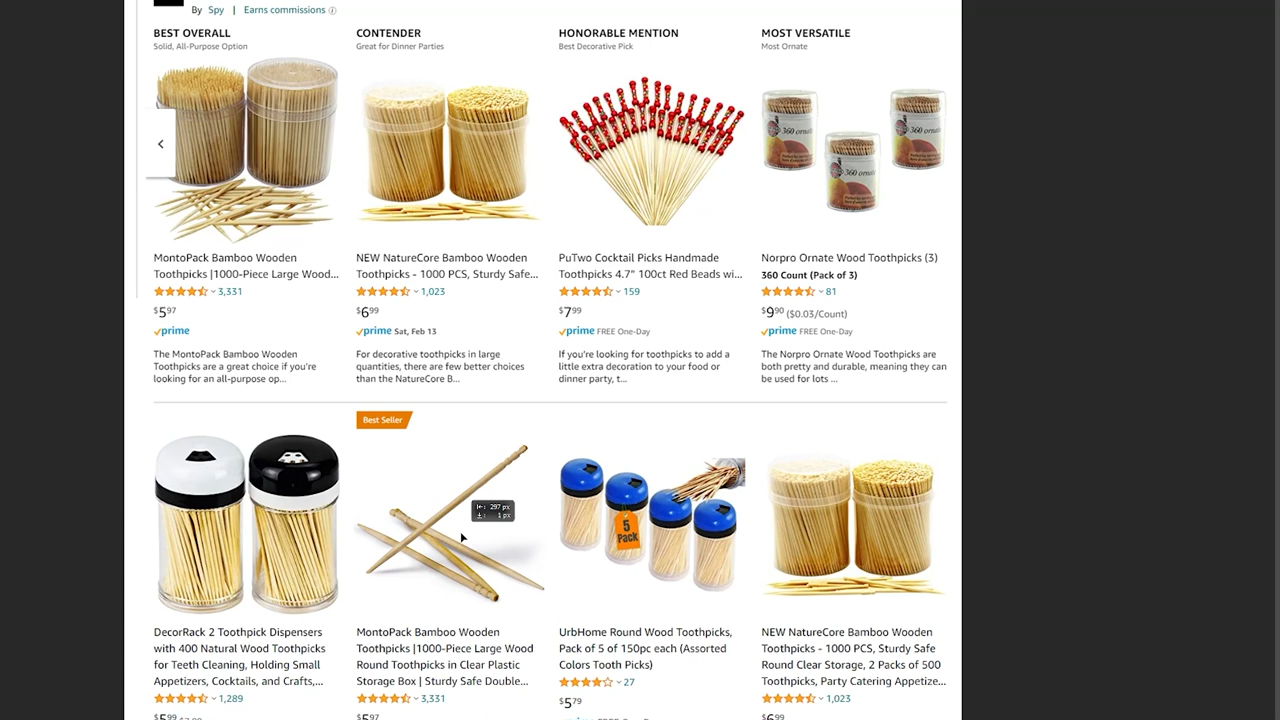 By Spy | Earns commissions
BEST OVERALL
Solid, All-Purpose Option
CONTENDER
Great for Dinner Parties
HONORABLE MENTION
Best Decorative Pick
MOST VERSATILE
Most Ornate
360 ornate
MontoPack Bamboo Wooden
Toothpicks |1000-Piece Large Wood...
3,331
$5.97
prime
The MontoPack Bamboo Wooden
Toothpicks are a great choice if you're
looking for an all-purpose op...
NEW NatureCore Bamboo Wooden
Toothpicks - 1000 PCS, Sturdy Safe...
1,023
$6.99
prime Sat, Feb 13
For decorative toothpicks in large
quantities, there are few better choices
than the NatureCore B...
PuTwo Cocktail Picks Handmade
Toothpicks 4.7" 100ct Red Beads wi...
159
$7.99
prime FREE One-Day
If you're looking for toothpicks to add a
little extra decoration to your food or
dinner party, t...
Norpro Ornate Wood Toothpicks (3)
360 Count (Pack of 3)
81
$9.90 ($0.03/Count)
prime FREE One-Day
The Norpro Ornate Wood Toothpicks are
both pretty and durable, meaning they can
be used for lots ...
Best Seller
297 px
1 px
5
Pack
DecorRack 2 Toothpick Dispensers
with 400 Natural Wood Toothpicks
for Teeth Cleaning, Holding Small
Appetizers, Cocktails, and Crafts,...
1,289
$5.99
MontoPack Bamboo Wooden
Toothpicks |1000-Piece Large Wood
Round Toothpicks in Clear Plastic
Storage Box | Sturdy Safe Double...
3,331
$5.97
UrbHome Round Wood Toothpicks,
Pack of 5 of 150pc each (Assorted
Colors Tooth Picks)
27
$5.79
NEW NatureCore Bamboo Wooden
Toothpicks - 1000 PCS, Sturdy Safe
Round Clear Storage, 2 Packs of 500
Toothpicks, Party Catering Appetize...
1,023
$6.99